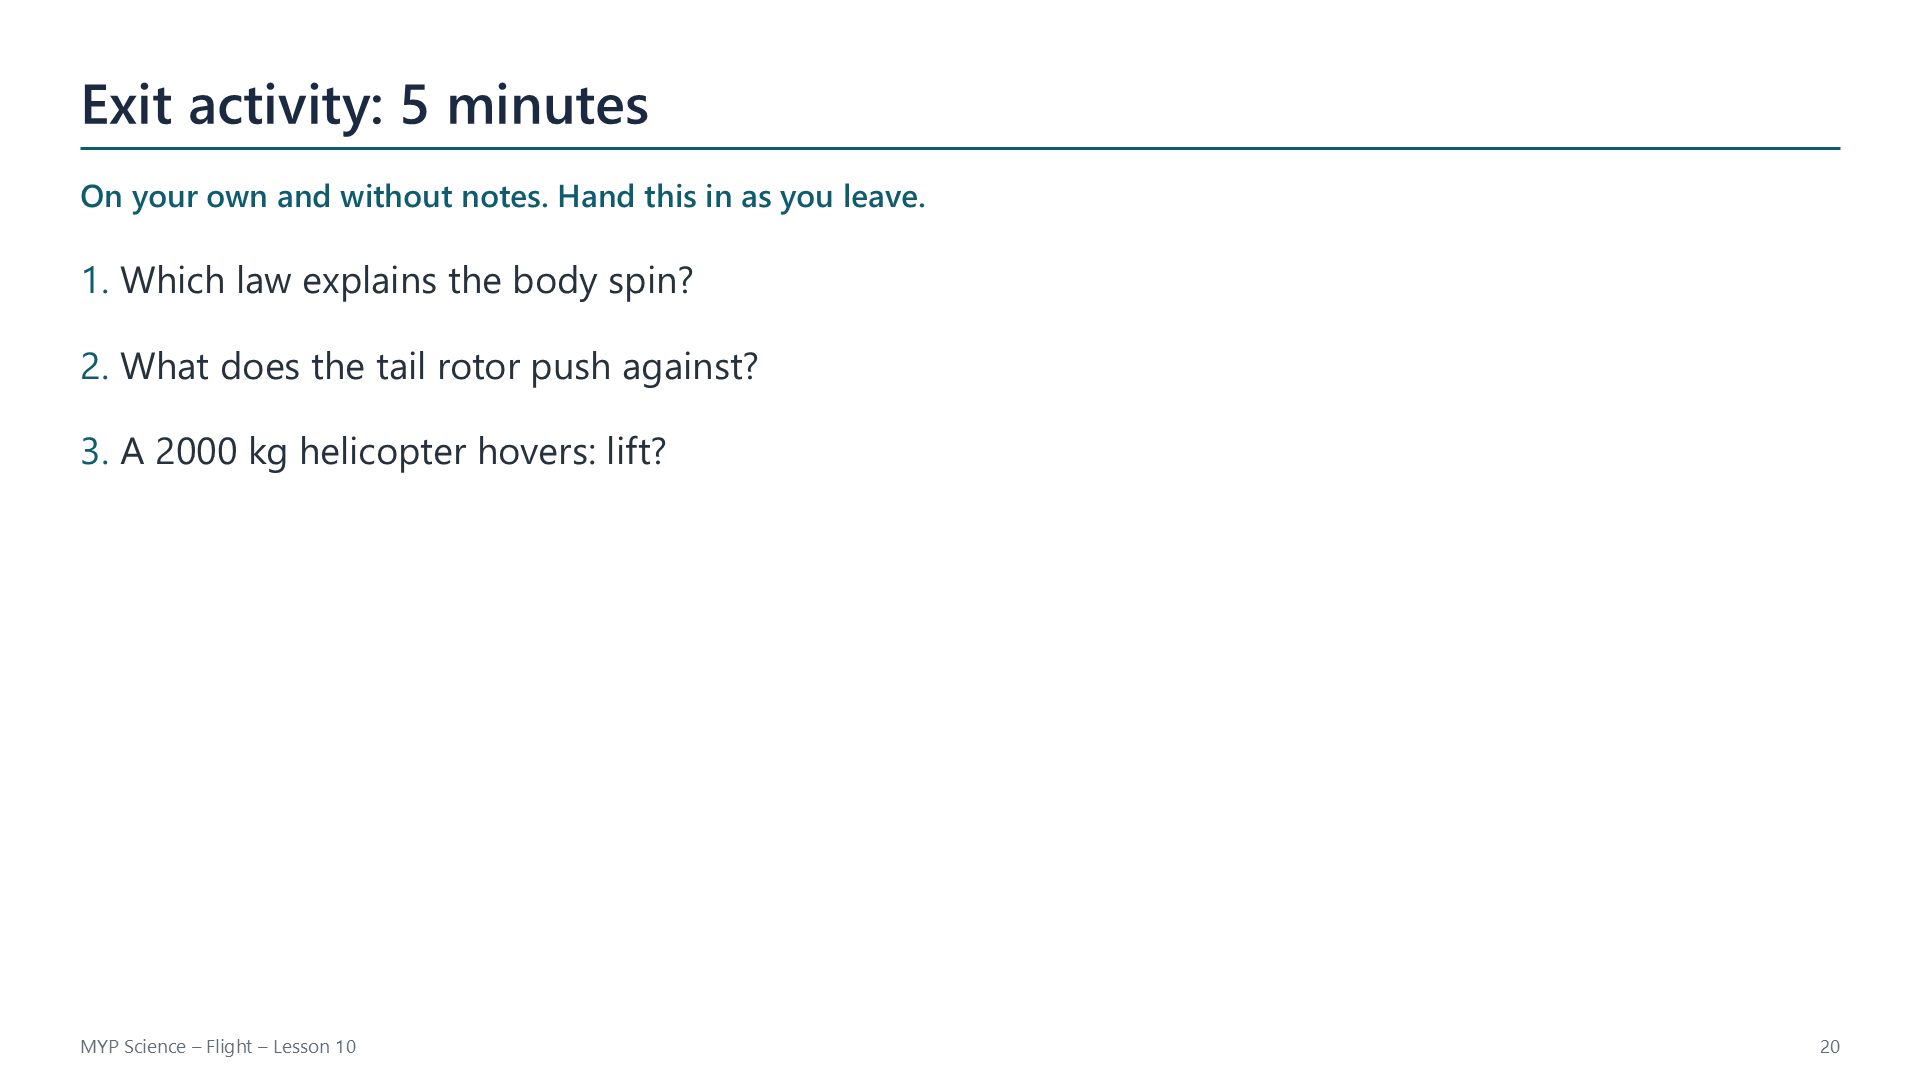 Exit activity: 5 minutes
On your own and without notes. Hand this in as you leave.
1. Which law explains the body spin?
2. What does the tail rotor push against?
3. A 2000 kg helicopter hovers: lift?
MYP Science – Flight – Lesson 10
20